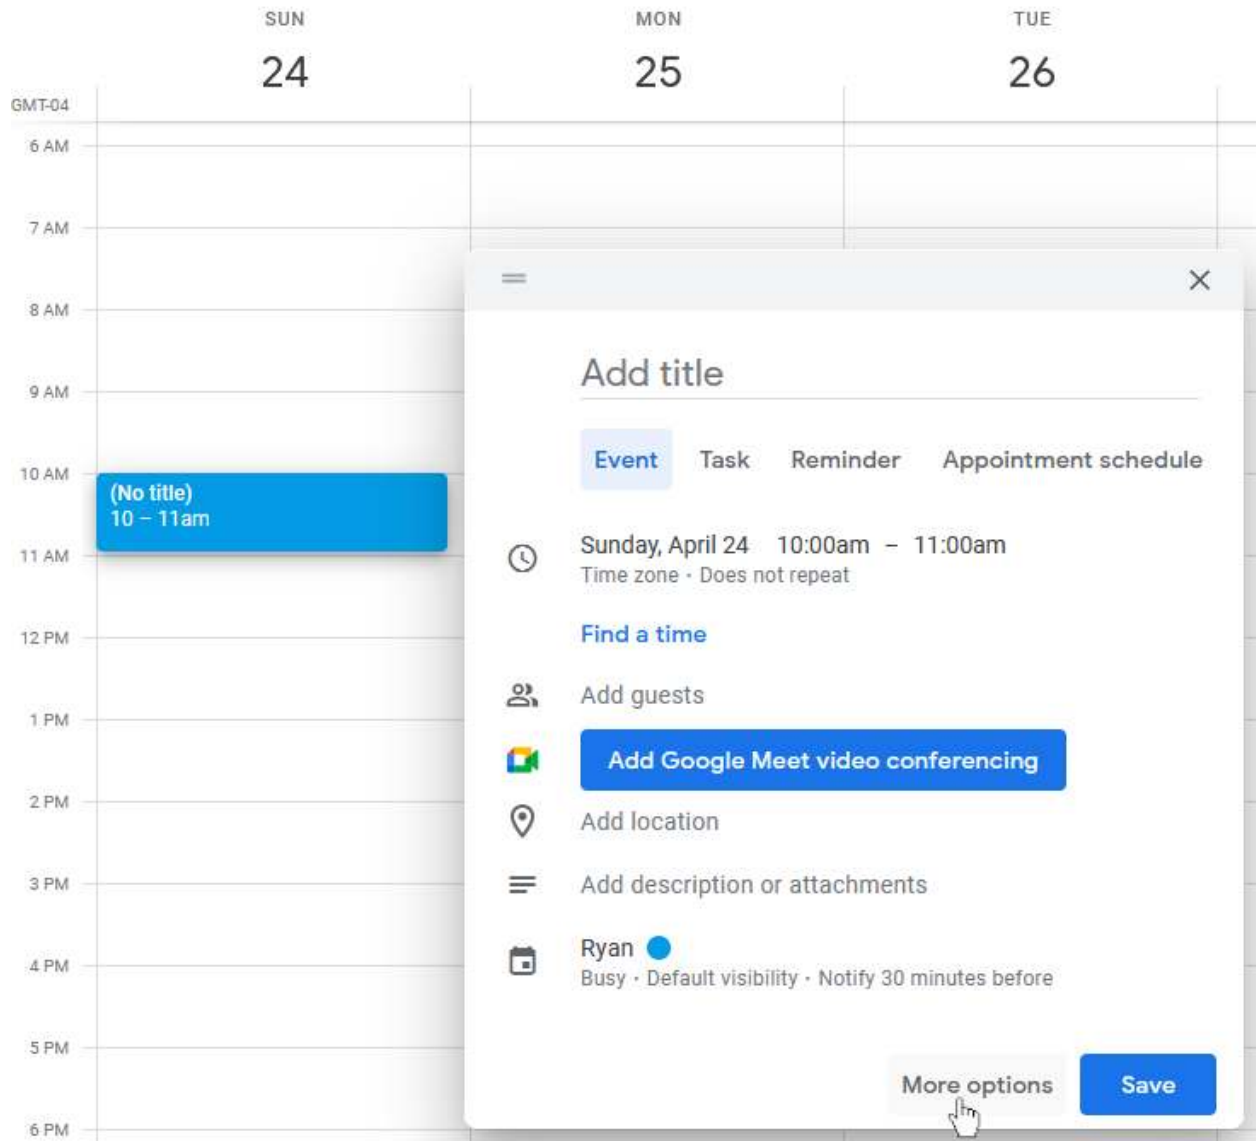 SUN MON TUE
24 25 26
GMT-04
6 AM
7 AM
8 AM
9 AM
10 AM
11 AM
12 PM
1 PM
2 PM
3 PM
4 PM
5 PM
6 PM
(No title)
10 – 11am
Add title
Event Task Reminder Appointment schedule
Sunday, April 24 10:00am – 11:00am
Time zone · Does not repeat
Find a time
Add guests
Add Google Meet video conferencing
Add location
Add description or attachments
Ryan
Busy · Default visibility · Notify 30 minutes before
More options Save